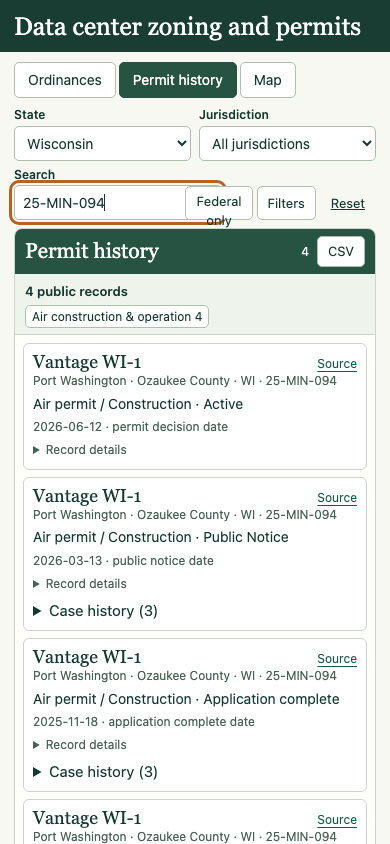 Data center zoning and permits
Ordinances
Permit history
Map
State
Jurisdiction
Wisconsin
All jurisdictions
Search
25-MIN-094
Federal
only
Filters
Reset
Permit history
4
CSV
4 public records
Air construction & operation 4
Vantage WI-1
Source
Port Washington · Ozaukee County · WI · 25-MIN-094
Air permit / Construction · Active
2026-06-12 · permit decision date
Record details
Vantage WI-1
Source
Port Washington · Ozaukee County · WI · 25-MIN-094
Air permit / Construction · Public Notice
2026-03-13 · public notice date
Record details
Case history (3)
Vantage WI-1
Source
Port Washington · Ozaukee County · WI · 25-MIN-094
Air permit / Construction · Application complete
2025-11-18 · application complete date
Record details
Case history (3)
Vantage WI-1
Source
Port Washington · Ozaukee County · WI · 25-MIN-094